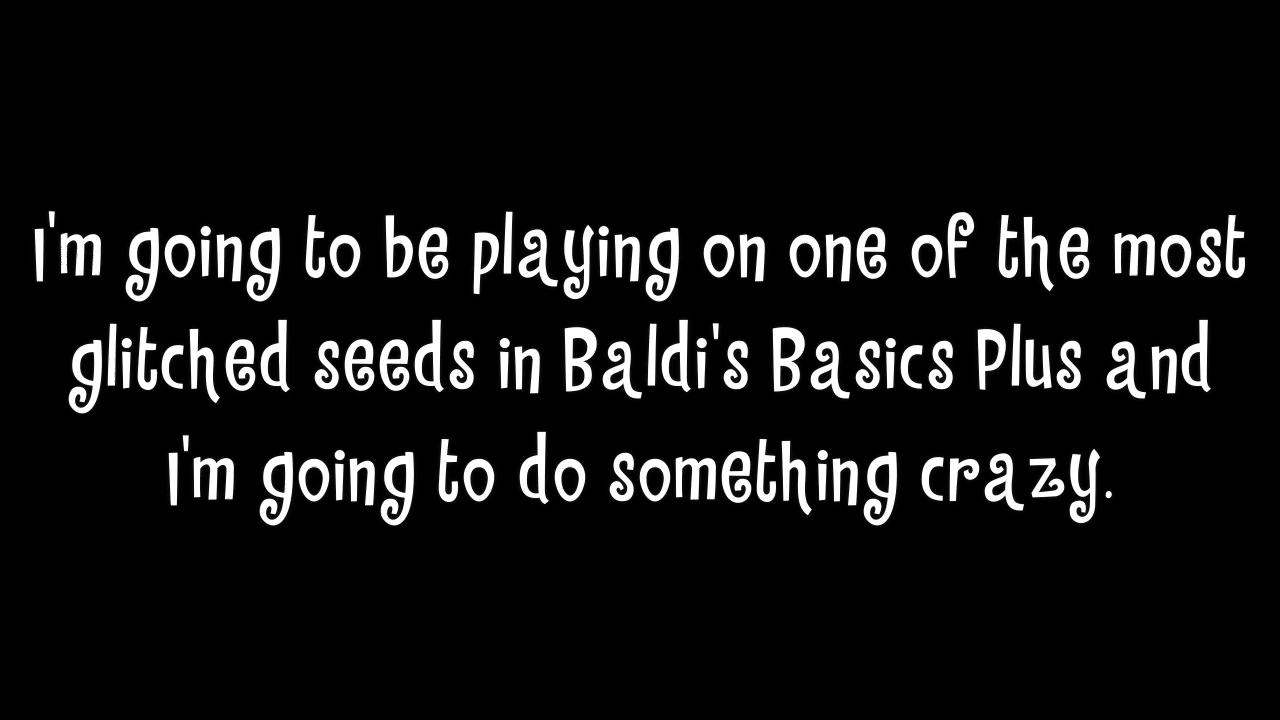 I'm going to be playing on one of the most
glitched seeds in Baldi's Basics Plus and
I'm going to do something crazy.